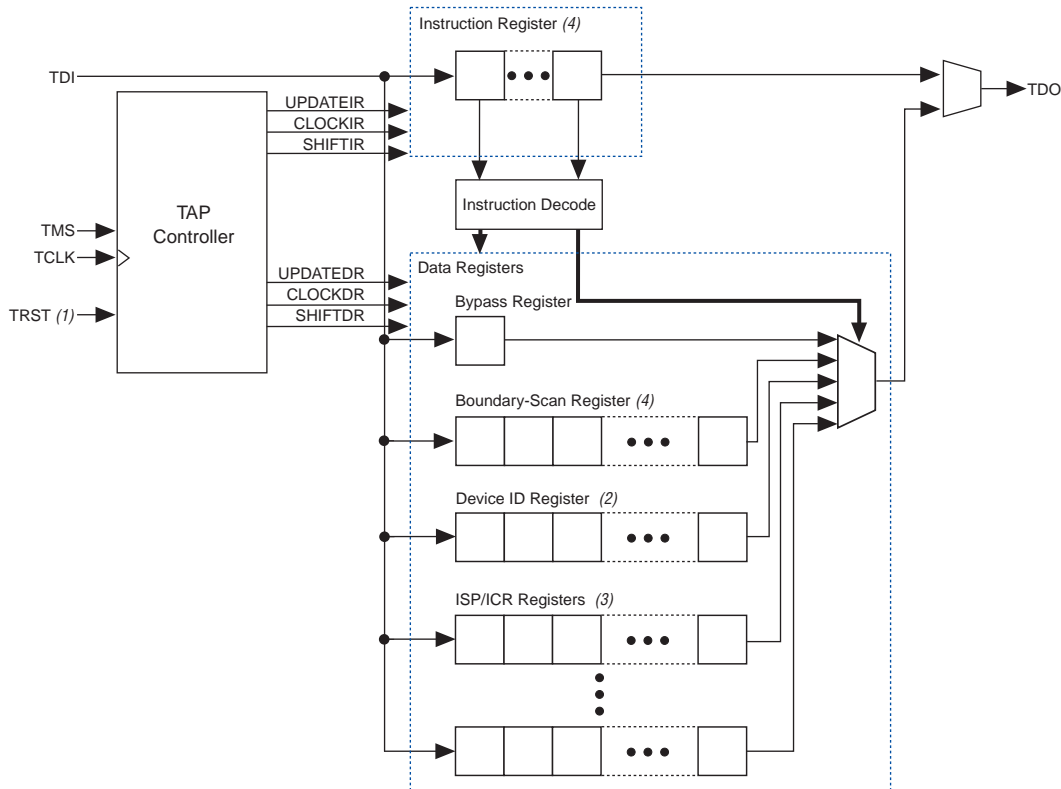 Instruction Register (4)
TDI
TDO
UPDATEIR
CLOCKIR
SHIFTIR
TAP
Controller
Instruction Decode
TMS
TCLK
TRST (1)
UPDATEDR
CLOCKDR
SHIFTDR
Data Registers
Bypass Register
Boundary-Scan Register (4)
Device ID Register (2)
ISP/ICR Registers (3)